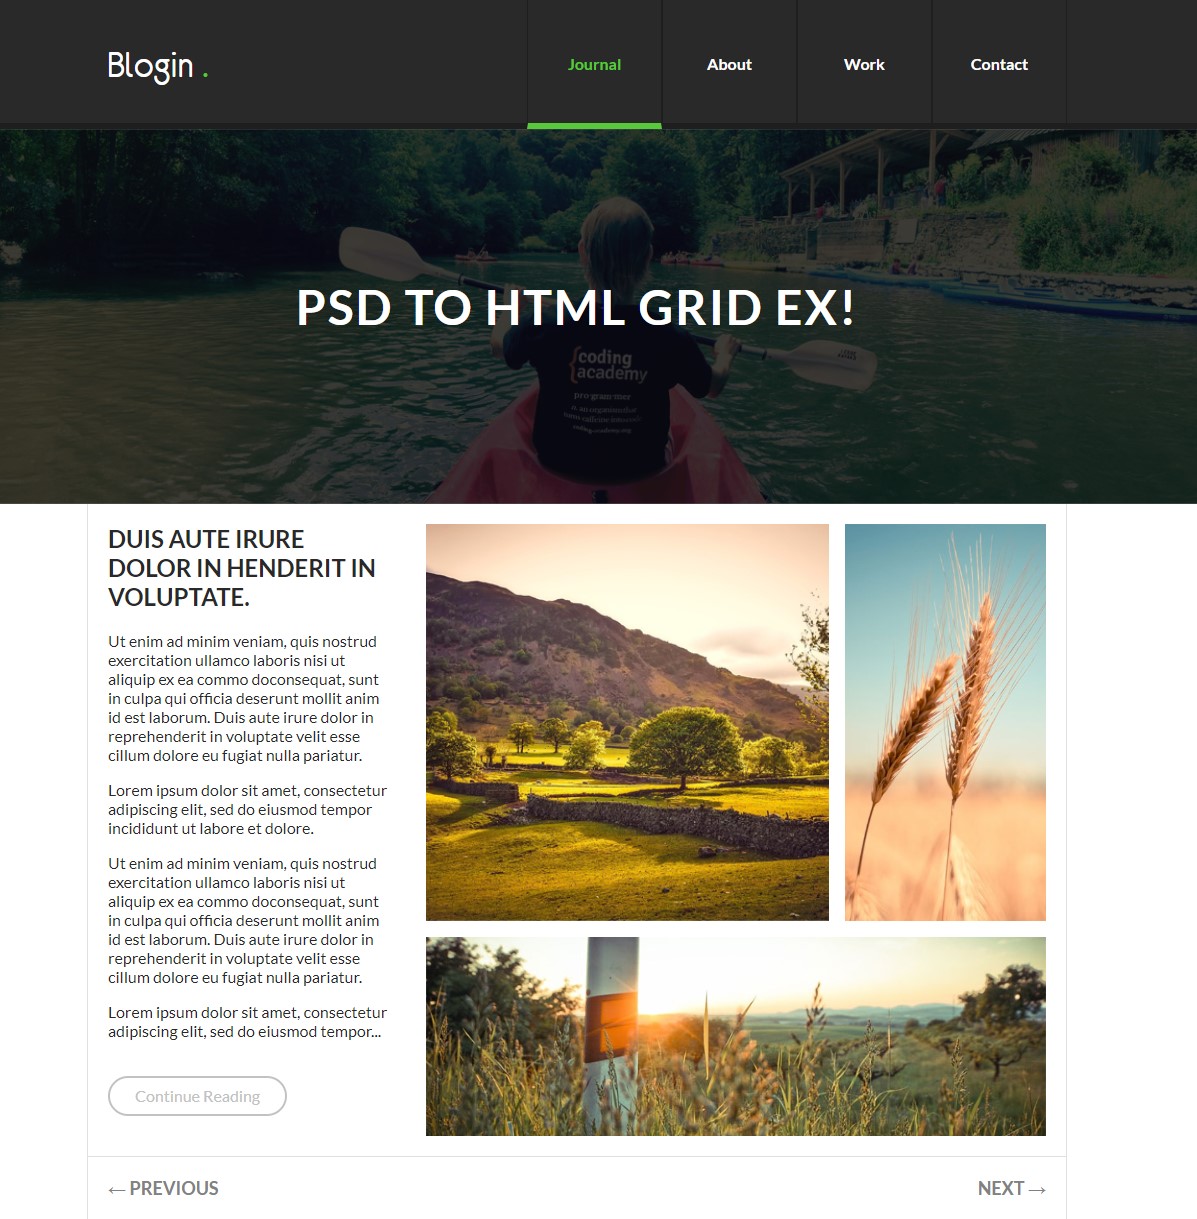 Blogin .
Journal
About
Work
Contact
PSD TO HTML GRID EX!
{coding
academy
programmer
DUIS AUTE IRURE
DOLOR IN HENDERIT IN
VOLUPTATE.
Ut enim ad minim veniam, quis nostrud
exercitation ullamco laboris nisi ut
aliquip ex ea commo doconsequat, sunt
in culpa qui officia deserunt mollit anim
id est laborum. Duis aute irure dolor in
reprehenderit in voluptate velit esse
cillum dolore eu fugiat nulla pariatur.
Lorem ipsum dolor sit amet, consectetur
adipiscing elit, sed do eiusmod tempor
incididunt ut labore et dolore.
Ut enim ad minim veniam, quis nostrud
exercitation ullamco laboris nisi ut
aliquip ex ea commo doconsequat, sunt
in culpa qui officia deserunt mollit anim
id est laborum. Duis aute irure dolor in
reprehenderit in voluptate velit esse
cillum dolore eu fugiat nulla pariatur.
Lorem ipsum dolor sit amet, consectetur
adipiscing elit, sed do eiusmod tempor...
Continue Reading
← PREVIOUS
NEXT →